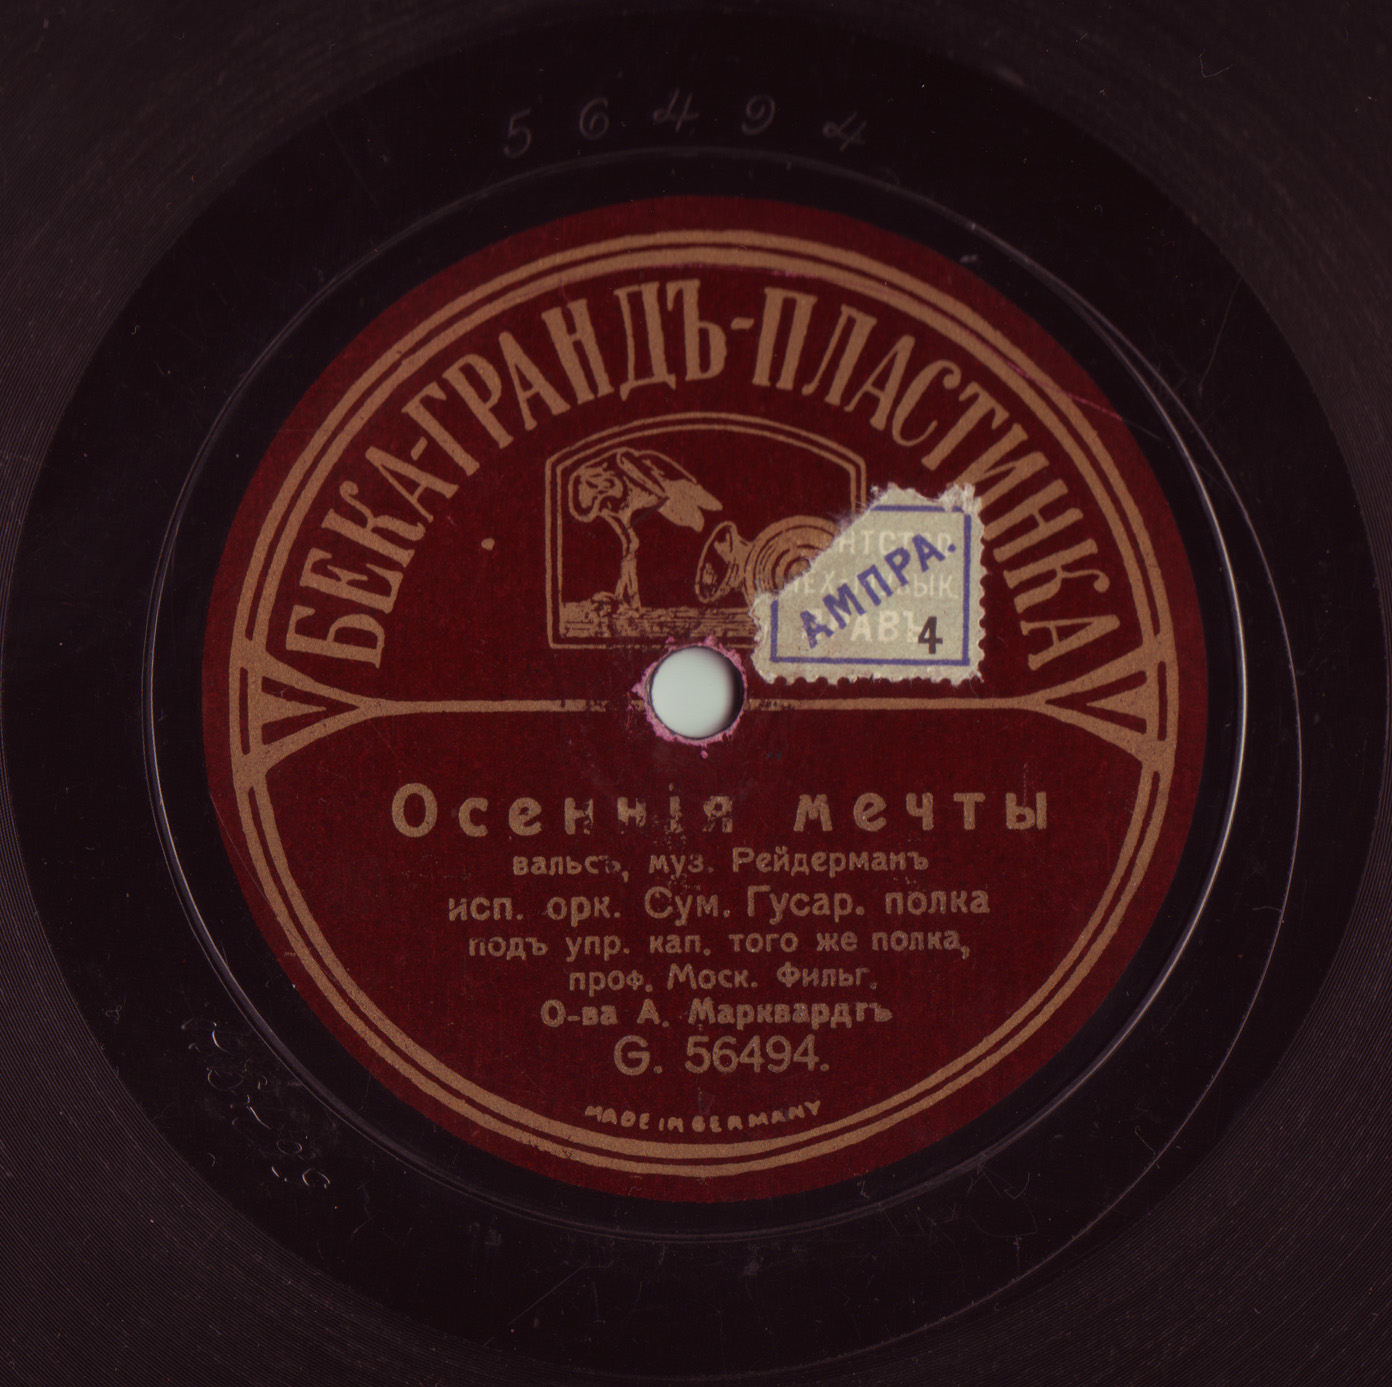 56494
БЕКА-ГРАНДЪ-ПЛАСТИНКА
АМПРА.
4
Осеннія мечты
вальсъ, муз. Рейдерманъ
исп. орк. Сум. Гусар. полка
подъ упр. кап. того же полка,
проф. Моск. Фильг.
О-ва А. Марквардтъ
G. 56494.
MADE IN GERMANY